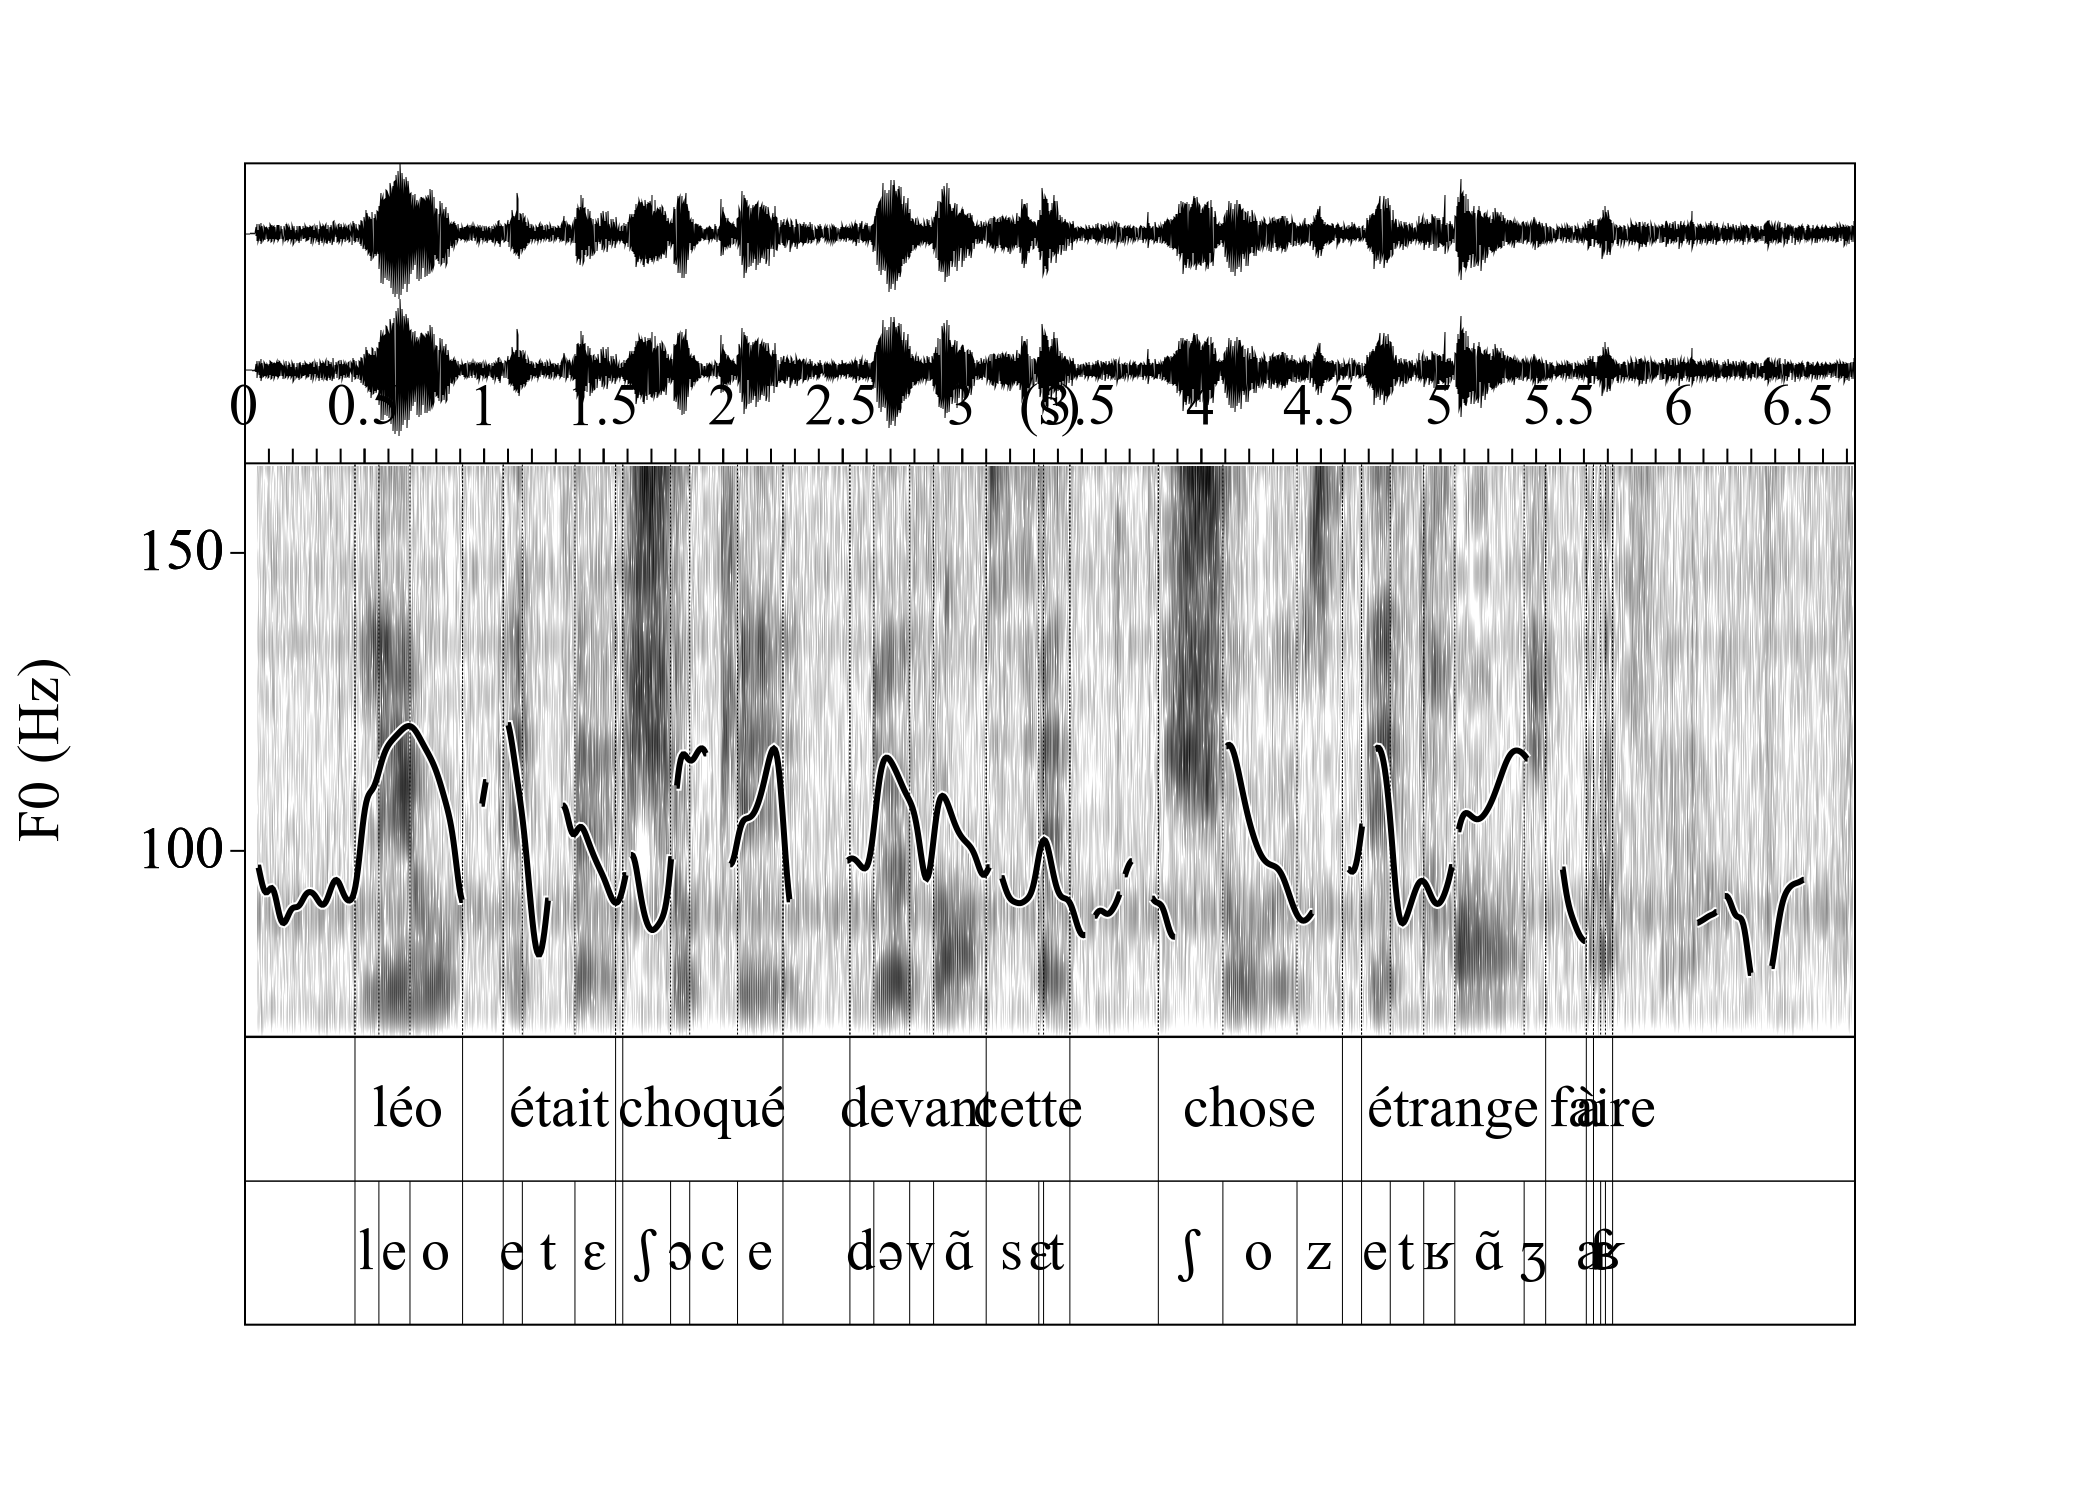 0 0.5 1 1.5 2 2.5 3 (s) 3.5 4 4.5 5 5.5 6 6.5
150
100
F0 (Hz)
léo était choqué devant cette chose étrange à faire
l e o e t ɛ ʃ ɔ c e d ə v ɑ̃ s ɛ t ʃ o z e t ʁ ɑ̃ ʒ a ʁ